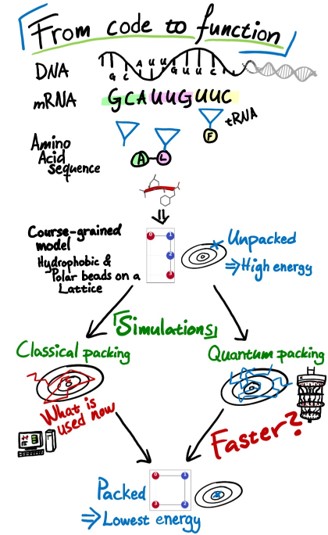 From code to function
DNA
G C A U U G U U C
mRNA GCAUUGUUC
tRNA
F
Amino
Acid
Sequence
A L
Course-grained
model
Hydrophobic &
Polar beads on a
Lattice
Unpacked
⇒ High energy
「Simulations」
Classical packing
Quantum packing
What is
used now
Faster?
Packed
⇒ Lowest energy